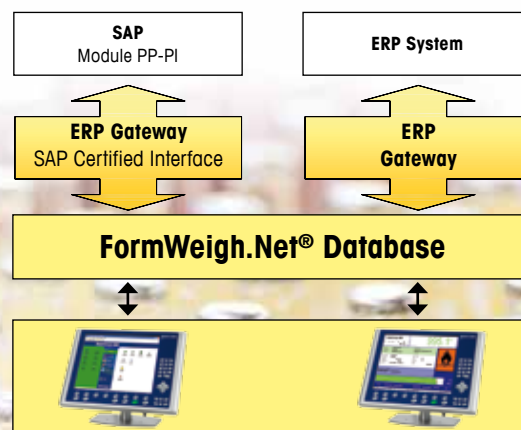 SAP
Module PP-PI
ERP System
ERP Gateway
SAP Certified Interface
ERP
Gateway
FormWeigh.Net® Database